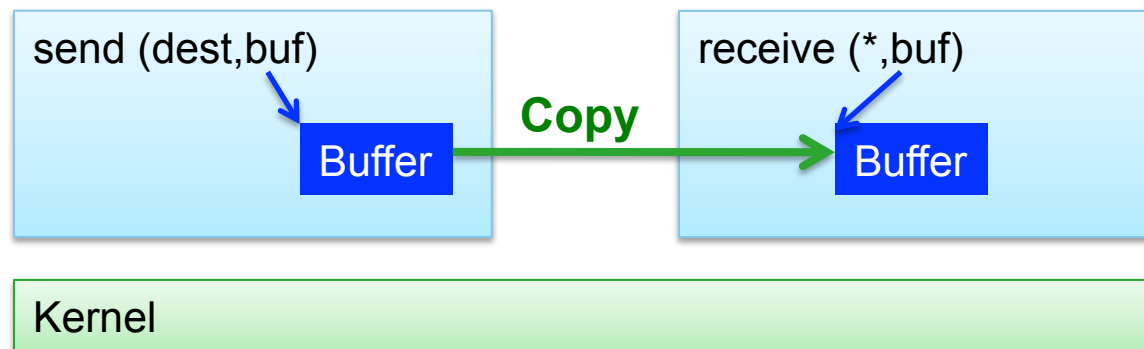 send (dest,buf)
receive (*,buf)
Copy
Buffer
Buffer
Kernel